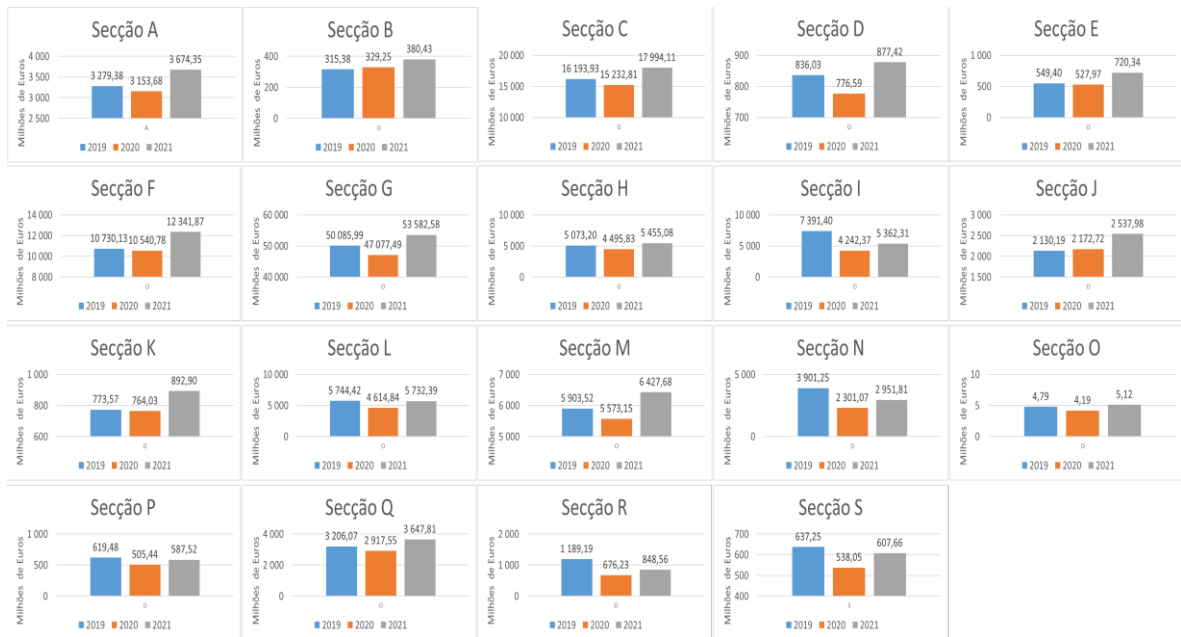 Secção A
Milhões de Euros
4 000
3 500
3 000
2 500
3 279,38
3 153,68
3 674,35
A
2019 2020 2021
Secção B
Milhões de Euros
400
200
0
315,38
329,25
380,43
O
2019 2020 2021
Secção C
Milhões de Euros
20 000
15 000
10 000
16 193,93
15 232,81
17 994,11
O
2019 2020 2021
Secção D
Milhões de Euros
900
800
700
836,03
776,59
877,42
O
2019 2020 2021
Secção E
Milhões de Euros
1 000
500
0
549,40
527,97
720,34
O
2019 2020 2021
Secção F
Milhões de Euros
14 000
12 000
10 000
8 000
10 730,13
10 540,78
12 341,87
O
2019 2020 2021
Secção G
Milhões de Euros
60 000
50 000
40 000
50 085,99
47 077,49
53 582,58
O
2019 2020 2021
Secção H
Milhões de Euros
10 000
5 000
0
5 073,20
4 495,83
5 455,08
O
2019 2020 2021
Secção I
Milhões de Euros
10 000
5 000
0
7 391,40
4 242,37
5 362,31
O
2019 2020 2021
Secção J
Milhões de Euros
3 000
2 500
2 000
1 500
2 130,19
2 172,72
2 537,98
O
2019 2020 2021
Secção K
Milhões de Euros
1 000
800
600
773,57
764,03
892,90
O
2019 2020 2021
Secção L
Milhões de Euros
10 000
5 000
0
5 744,42
4 614,84
5 732,39
O
2019 2020 2021
Secção M
Milhões de Euros
7 000
6 000
5 000
5 903,52
5 573,15
6 427,68
O
2019 2020 2021
Secção N
Milhões de Euros
5 000
0
3 901,25
2 301,07
2 951,81
O
2019 2020 2021
Secção O
Milhões de Euros
10
5
0
4,79
4,19
5,12
O
2019 2020 2021
Secção P
Milhões de Euros
1 000
500
0
619,48
505,44
587,52
O
2019 2020 2021
Secção Q
Milhões de Euros
4 000
2 000
0
3 206,07
2 917,55
3 647,81
O
2019 2020 2021
Secção R
Milhões de Euros
2 000
1 000
0
1 189,19
676,23
848,56
O
2019 2020 2021
Secção S
Milhões de Euros
700
600
500
400
637,25
538,05
607,66
S
2019 2020 2021